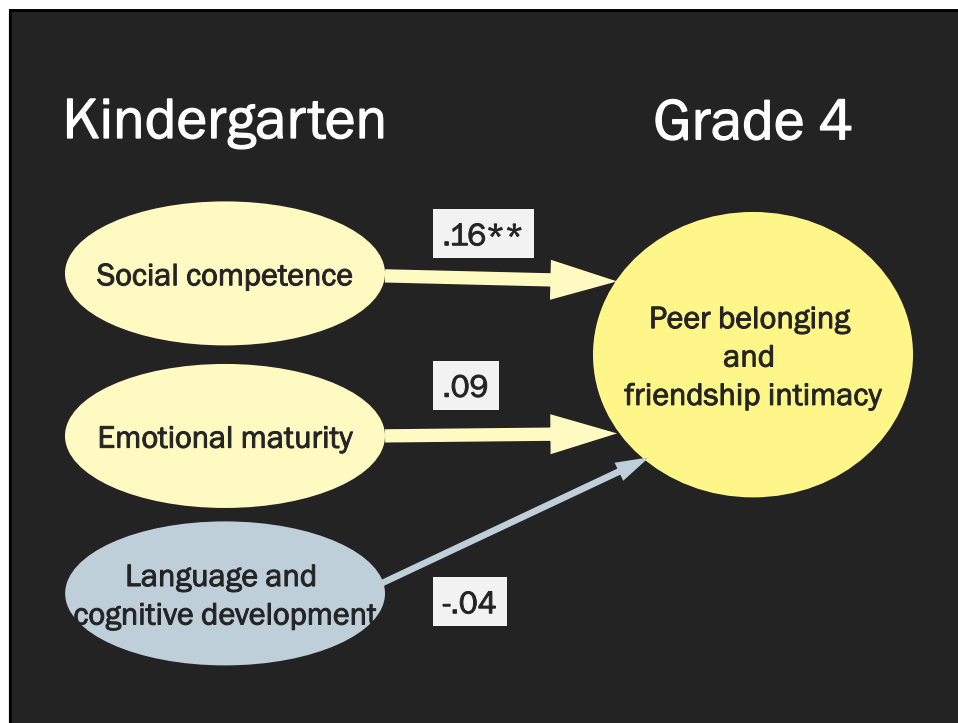 Kindergarten
Grade 4
.16**
Social competence
Peer belonging
and
friendship intimacy
.09
Emotional maturity
Language and
cognitive development
-.04